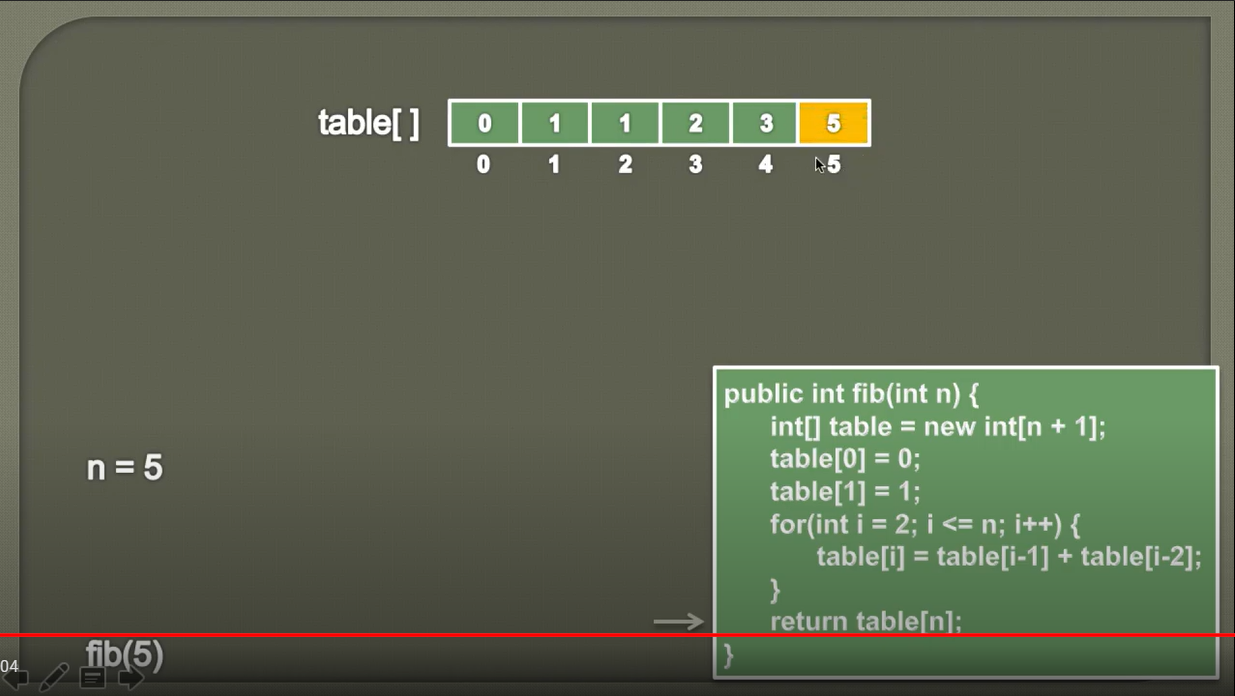 table[ ] 0 1 1 2 3 5
0 1 2 3 4 5
public int fib(int n) {
int[] table = new int[n + 1];
table[0] = 0;
table[1] = 1;
for(int i = 2; i <= n; i++) {
table[i] = table[i-1] + table[i-2];
}
return table[n];
}
n = 5
fib(5)
04